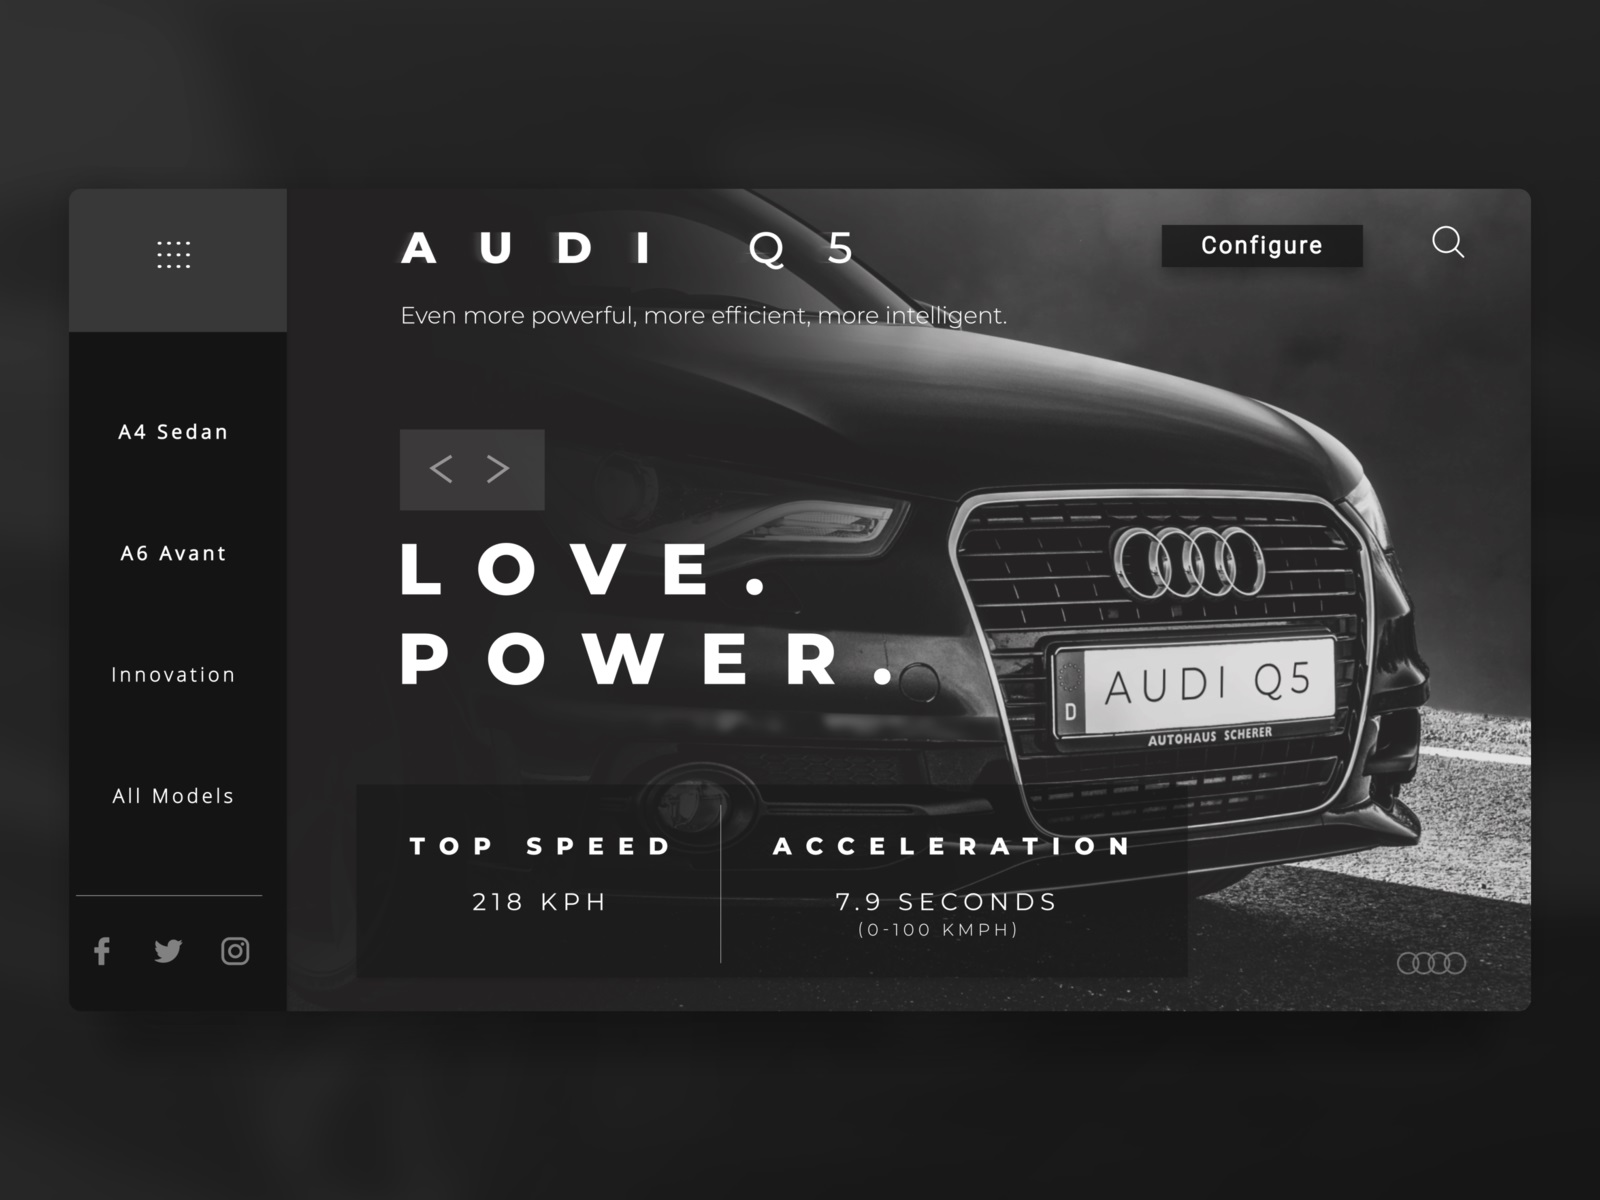 AUDI Q5
Configure
Even more powerful, more efficient, more intelligent.
A4 Sedan
A6 Avant
Innovation
All Models
< >
LOVE.
POWER.
D
AUDI Q5
AUTOHAUS SCHERER
TOP SPEED
218 KPH
ACCELERATION
7.9 SECONDS
(0-100 KMPH)